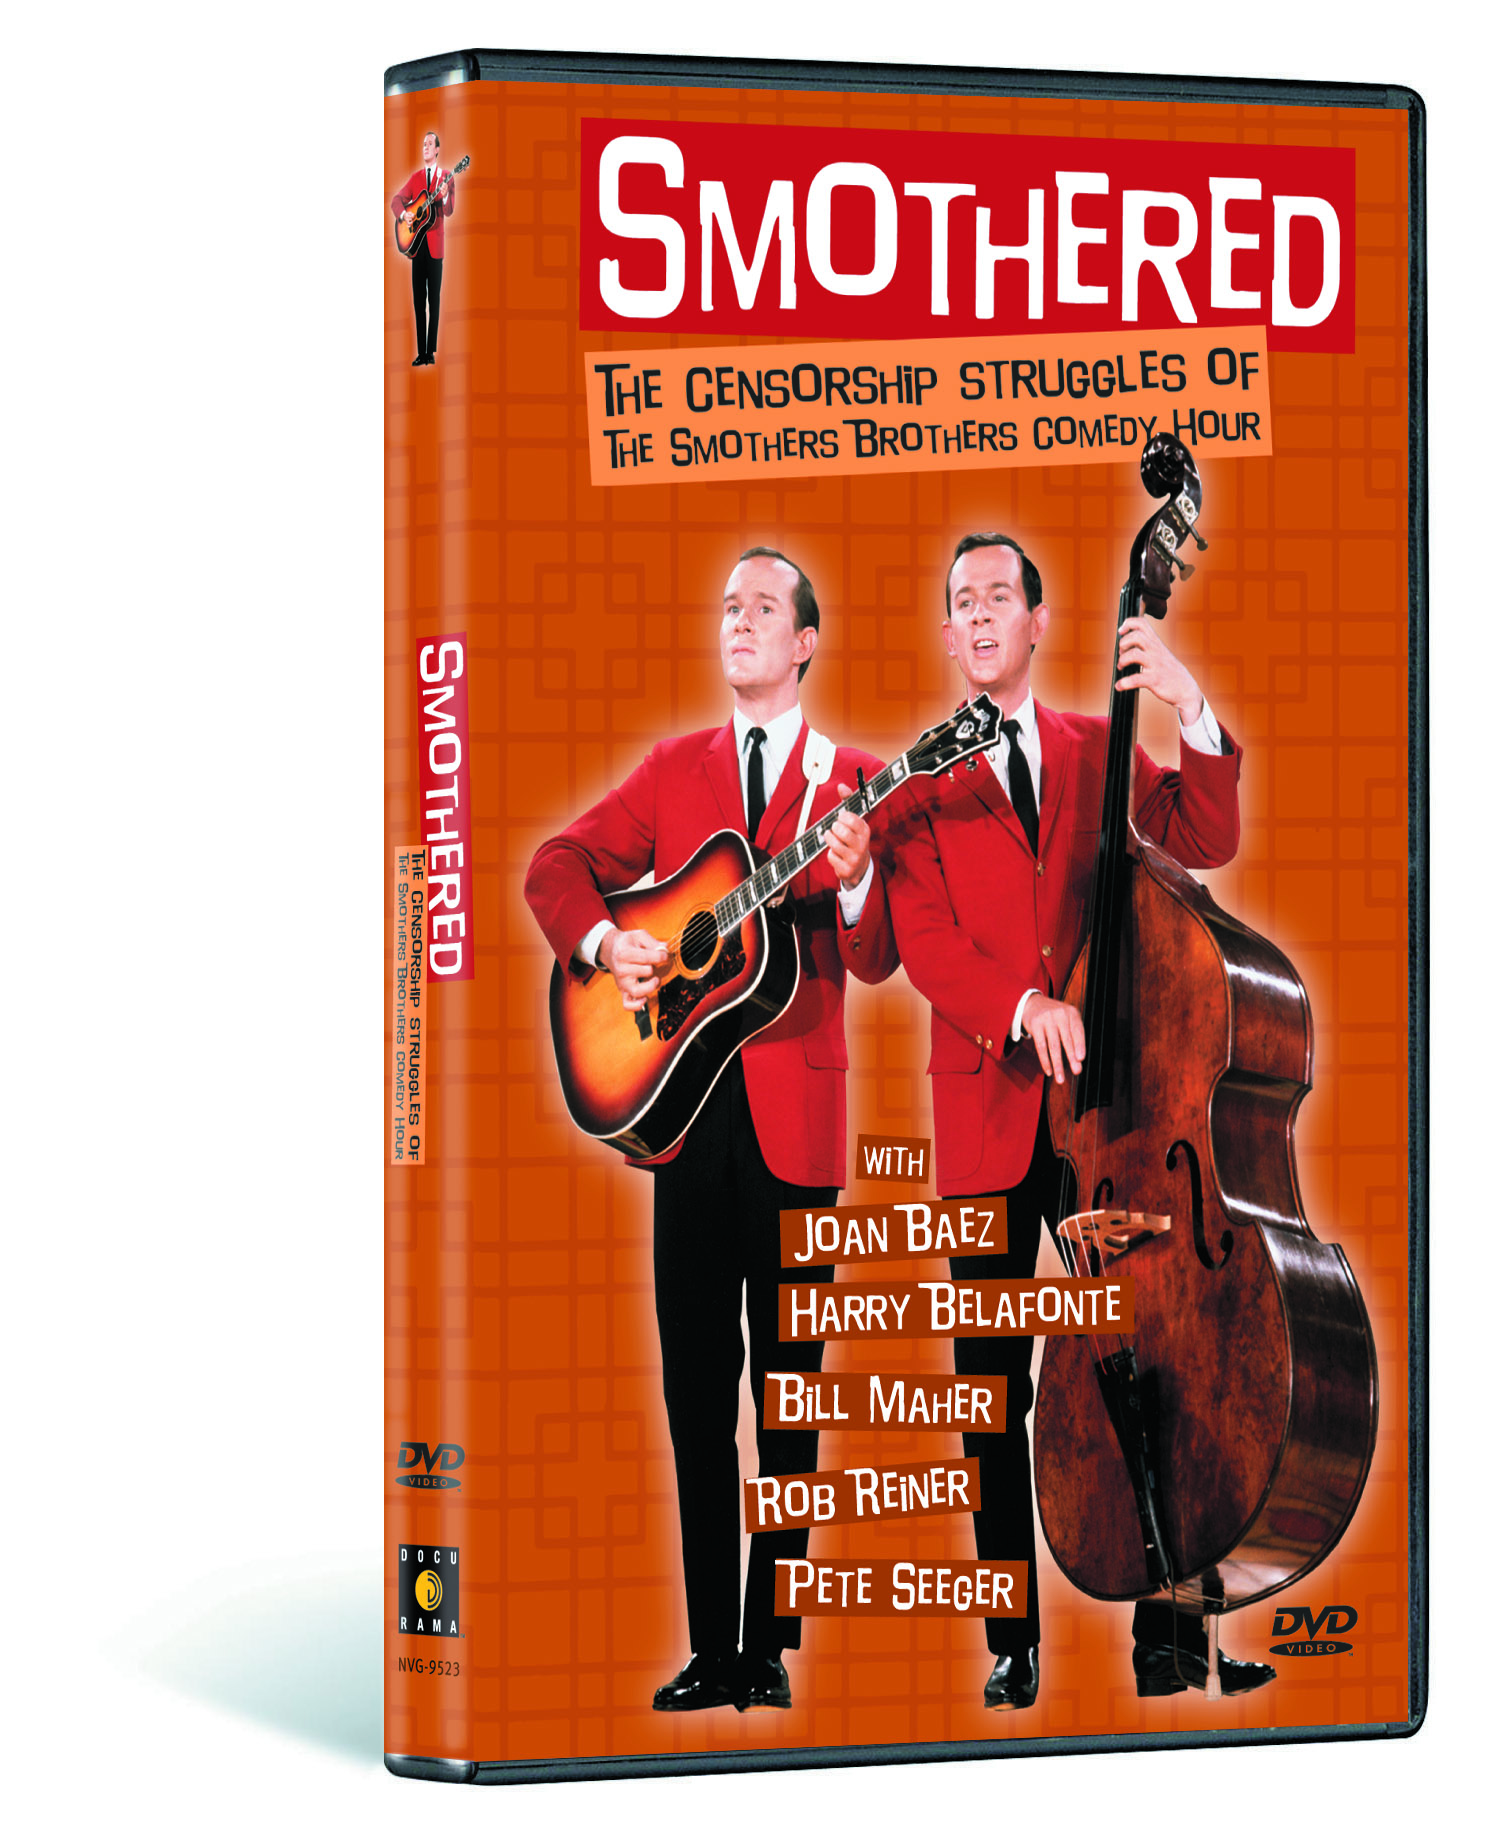 SMOTHERED
THE CENSORSHiP STRUGGLES OF
THE SMOTHERS BROTHERS COMEDY HOUR
WiTH
JOAN BAEZ
HARRY BELAFONTE
BiLL MAHER
ROB REiNER
PETE SEEGER
DVD
VIDEO
SMOTHERED
THE CENSORSHiP STRUGGLES OF
THE SMOTHERS BROTHERS COMEDY HOUR
DVD
VIDEO
DOCU
RAMA
NVG-9523